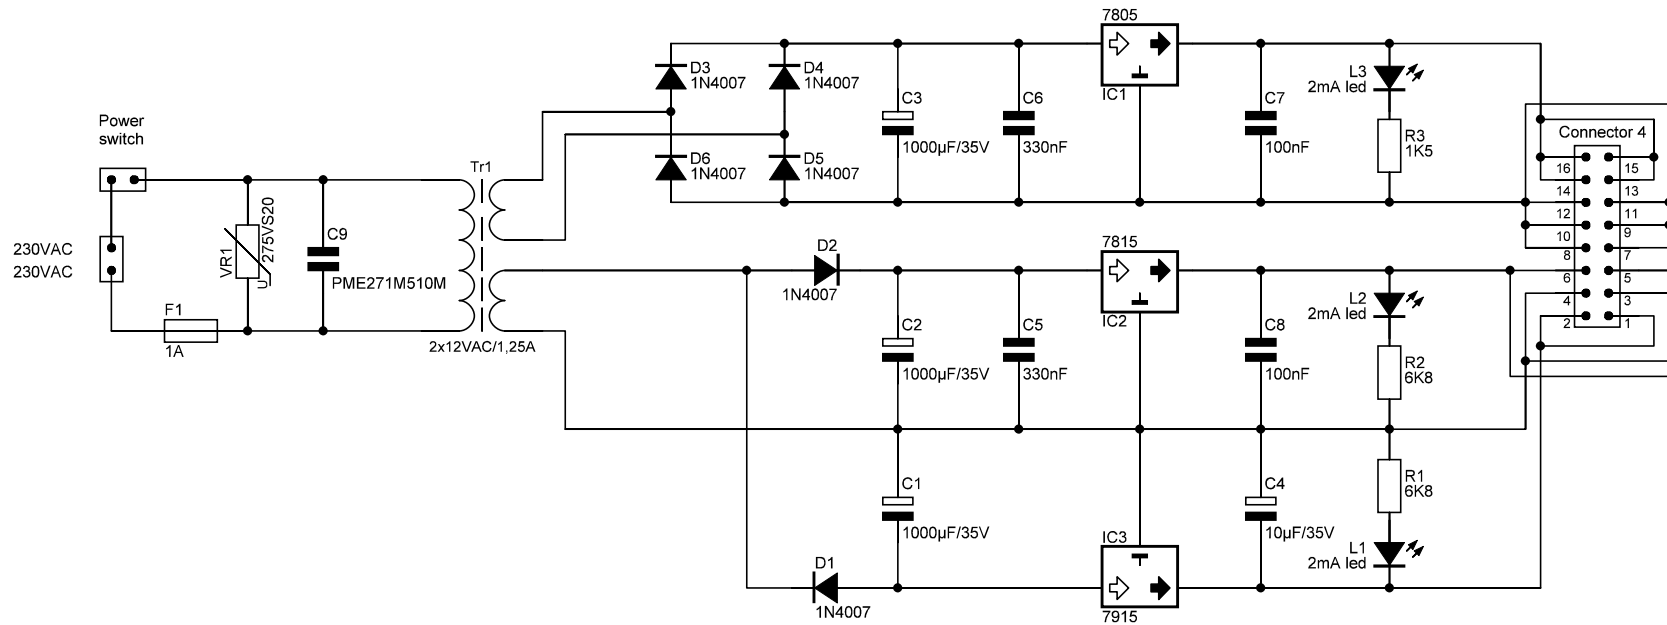 Power
switch
230VAC
230VAC
F1
1A
VR1
275VS20
U
C9
PME271M510M
Tr1
2x12VAC/1,25A
D3
1N4007
D4
1N4007
D6
1N4007
D5
1N4007
C3
1000µF/35V
C6
330nF
7805
IC1
C7
100nF
L3
2mA led
R3
1K5
D2
1N4007
C2
1000µF/35V
C5
330nF
7815
IC2
C8
100nF
L2
2mA led
R2
6K8
C1
1000µF/35V
D1
1N4007
IC3
7915
C4
10µF/35V
R1
6K8
L1
2mA led
Connector 4
16 15
14 13
12 11
10 9
8 7
6 5
4 3
2 1